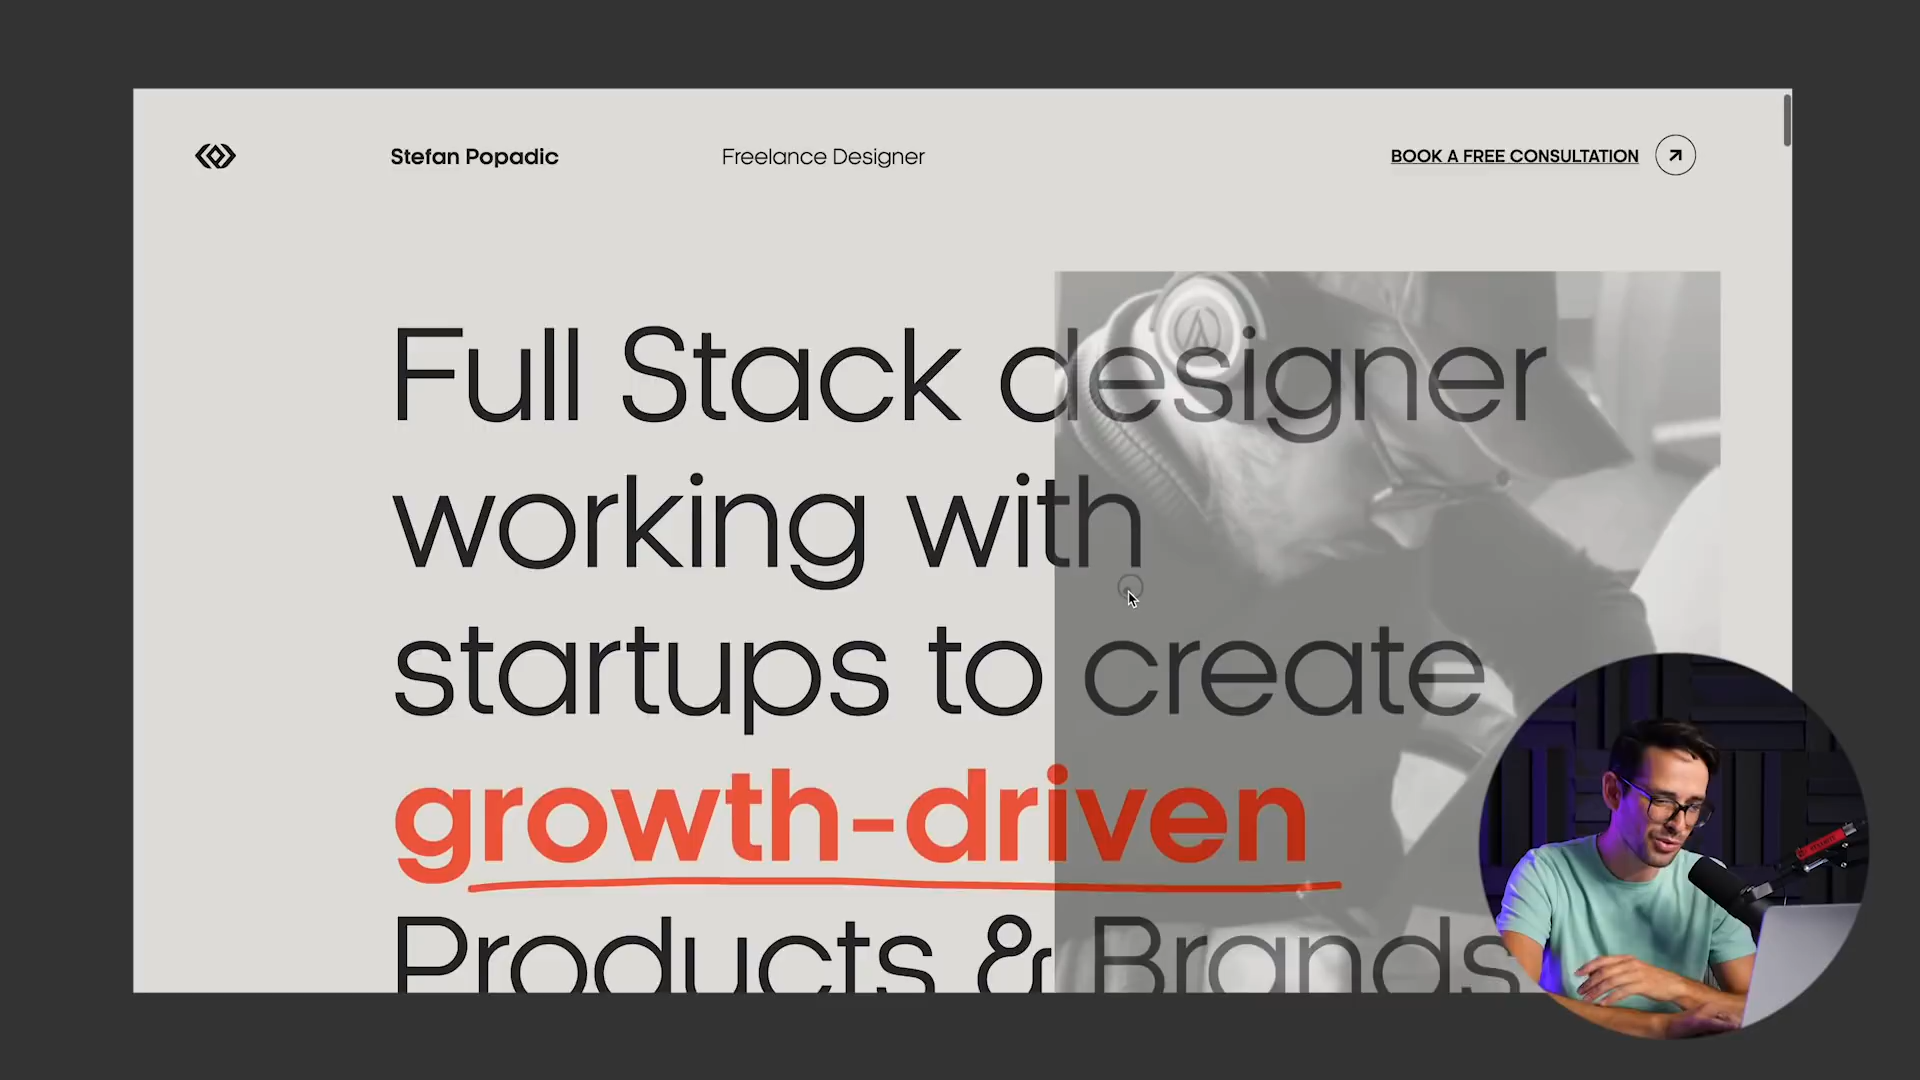 Stefan Popadic
Freelance Designer
BOOK A FREE CONSULTATION
Full Stack designer
working with
startups to create
growth-driven
Products & Brands